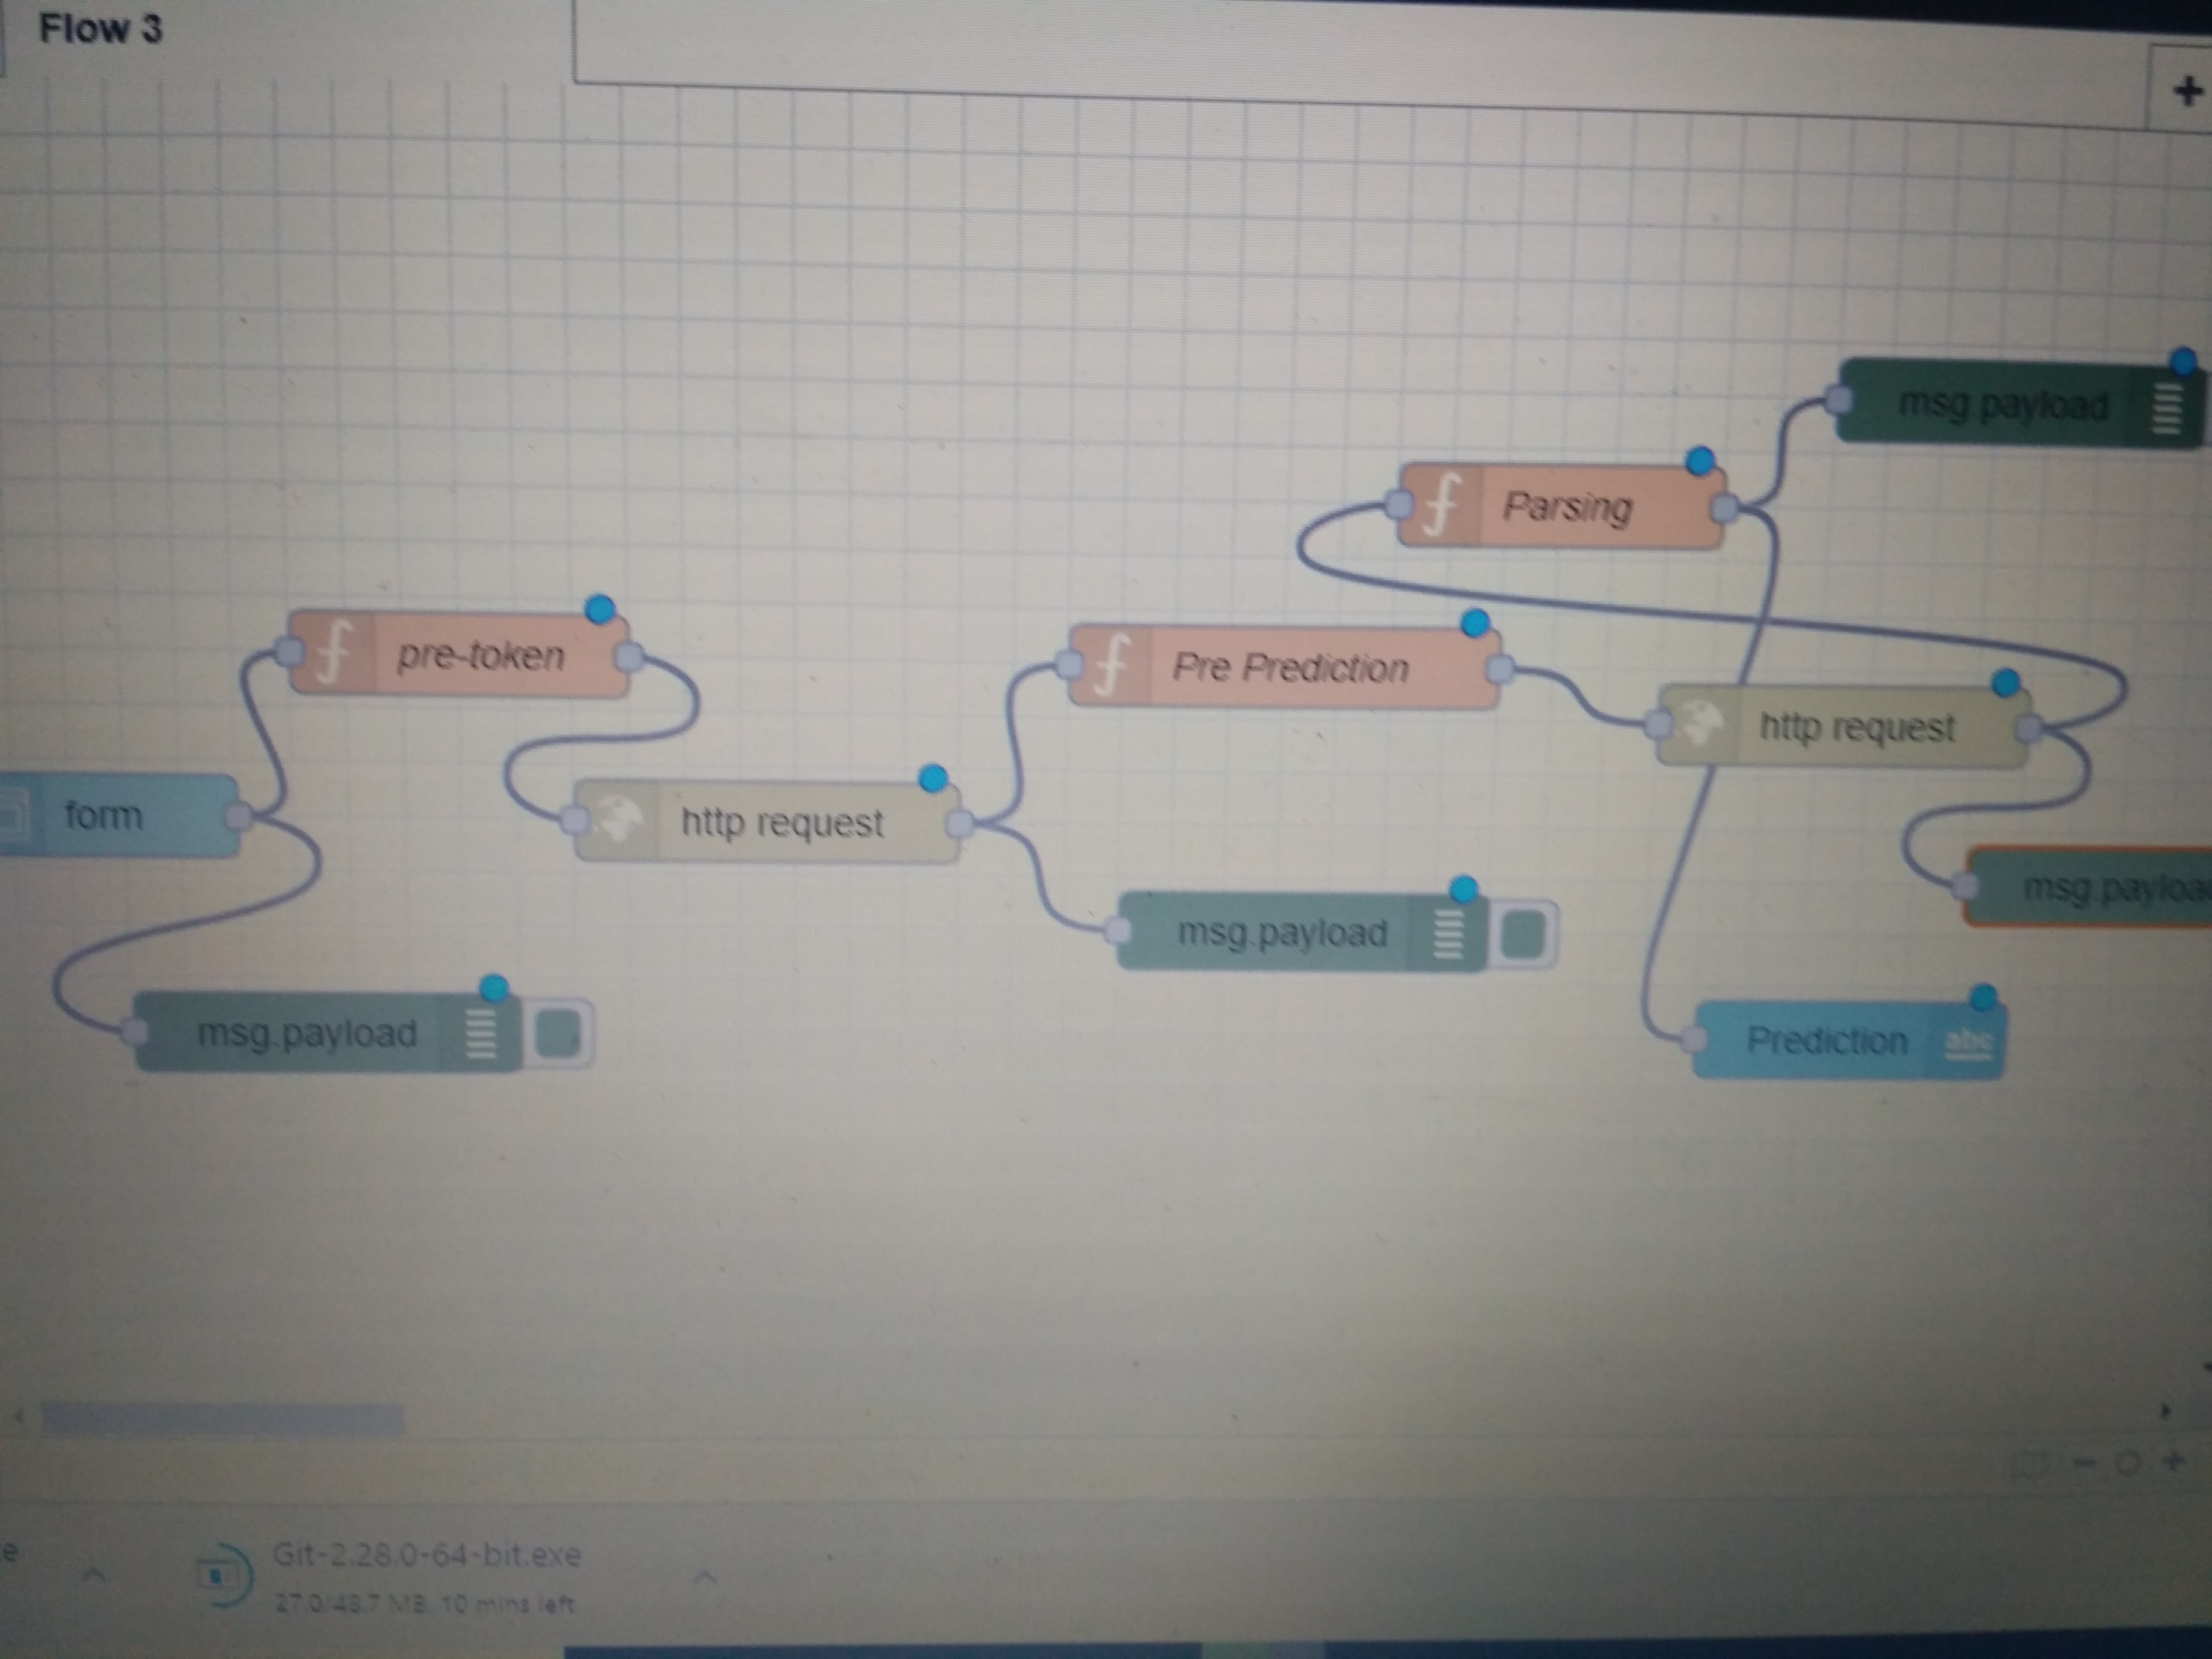 Flow 3
+
msg.payload
Parsing
pre-token
Pre Prediction
http request
form
http request
msg.payload
msg.payload
Prediction
abc
msg.payload
Git-2.28.0-64-bit.exe
27.0/48.7 MB, 10 mins left